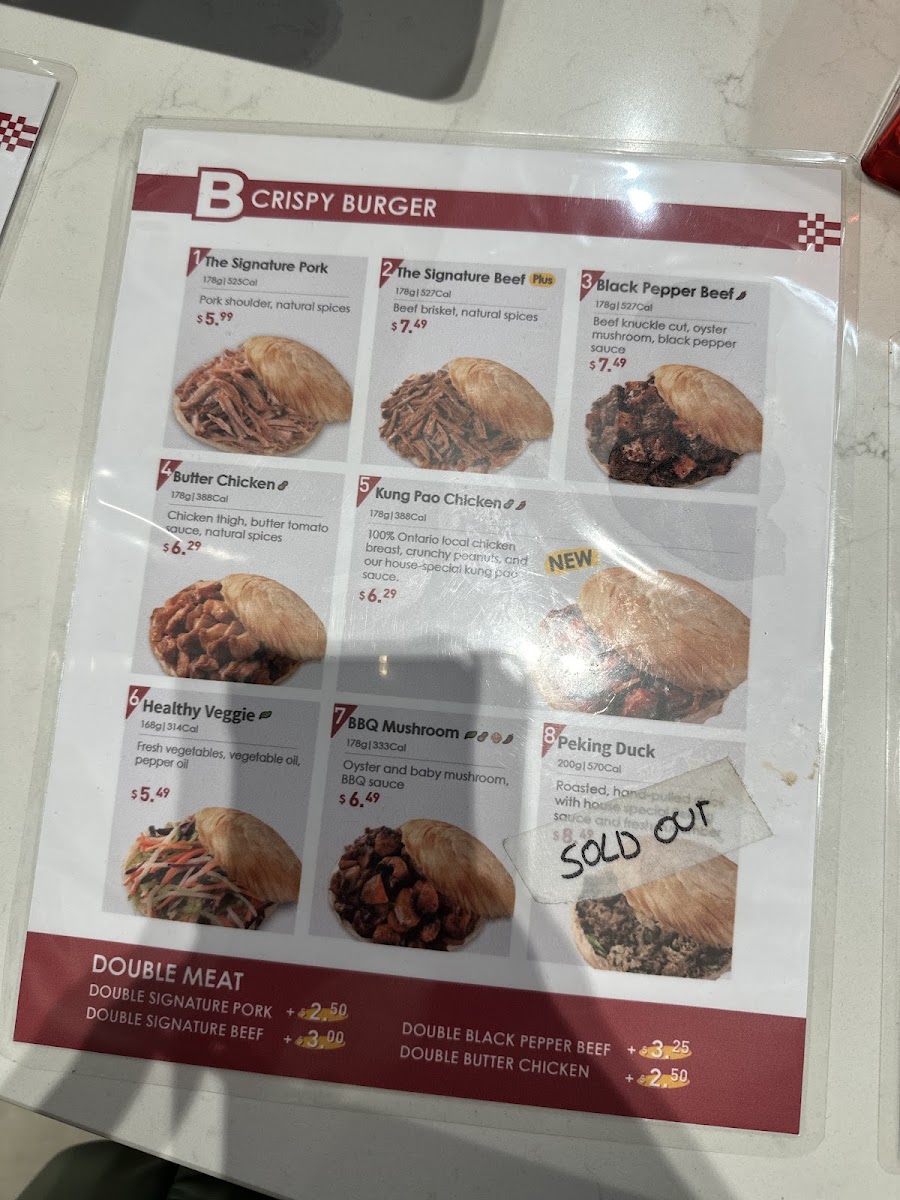 B CRISPY BURGER
1 The Signature Pork
178g|525Cal
Pork shoulder, natural spices
$5.99
2 The Signature Beef Plus
178g|527Cal
Beef brisket, natural spices
$7.49
3 Black Pepper Beef
178g|527Cal
Beef knuckle cut, oyster
mushroom, black pepper
sauce
$7.49
4 Butter Chicken
178g|388Cal
Chicken thigh, butter tomato
sauce, natural spices
$6.29
5 Kung Pao Chicken
178g|388Cal
100% Ontario local chicken
breast, crunchy peanuts, and
our house-special kung pao
sauce.
$6.29
NEW
6 Healthy Veggie
168g|314Cal
Fresh vegetables, vegetable oil,
pepper oil
$5.49
7 BBQ Mushroom
178g|333Cal
Oyster and baby mushroom,
BBQ sauce
$6.49
8 Peking Duck
200g|570Cal
Roasted, hand-pulled duck
with house special
sauce and fresh
$8.49
SOLD OUT
DOUBLE MEAT
DOUBLE SIGNATURE PORK +$2.50
DOUBLE SIGNATURE BEEF +$3.00
DOUBLE BLACK PEPPER BEEF +$3.25
DOUBLE BUTTER CHICKEN +$2.50